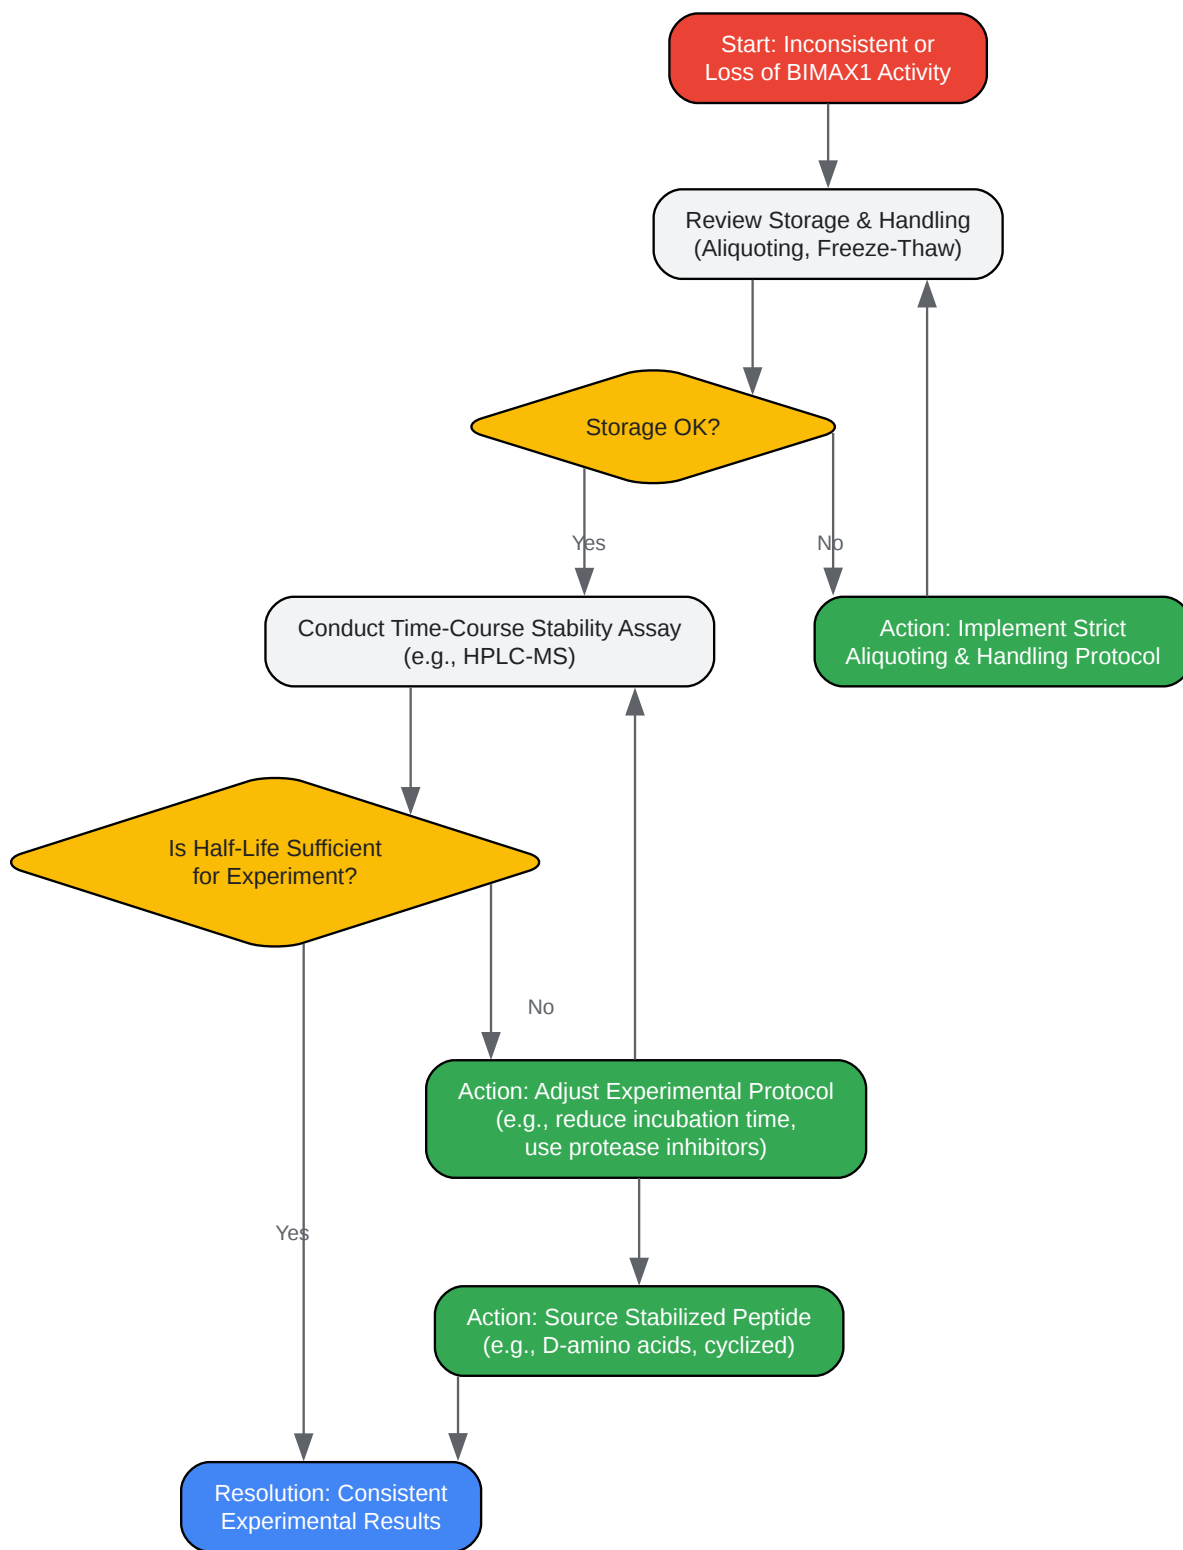 Start: Inconsistent or
Loss of BIMAX1 Activity
Review Storage & Handling
(Aliquoting, Freeze-Thaw)
Storage OK?
Yes
No
Conduct Time-Course Stability Assay
(e.g., HPLC-MS)
Action: Implement Strict
Aliquoting & Handling Protocol
Is Half-Life Sufficient
for Experiment?
No
Action: Adjust Experimental Protocol
(e.g., reduce incubation time,
use protease inhibitors)
Yes
Action: Source Stabilized Peptide
(e.g., D-amino acids, cyclized)
Resolution: Consistent
Experimental Results